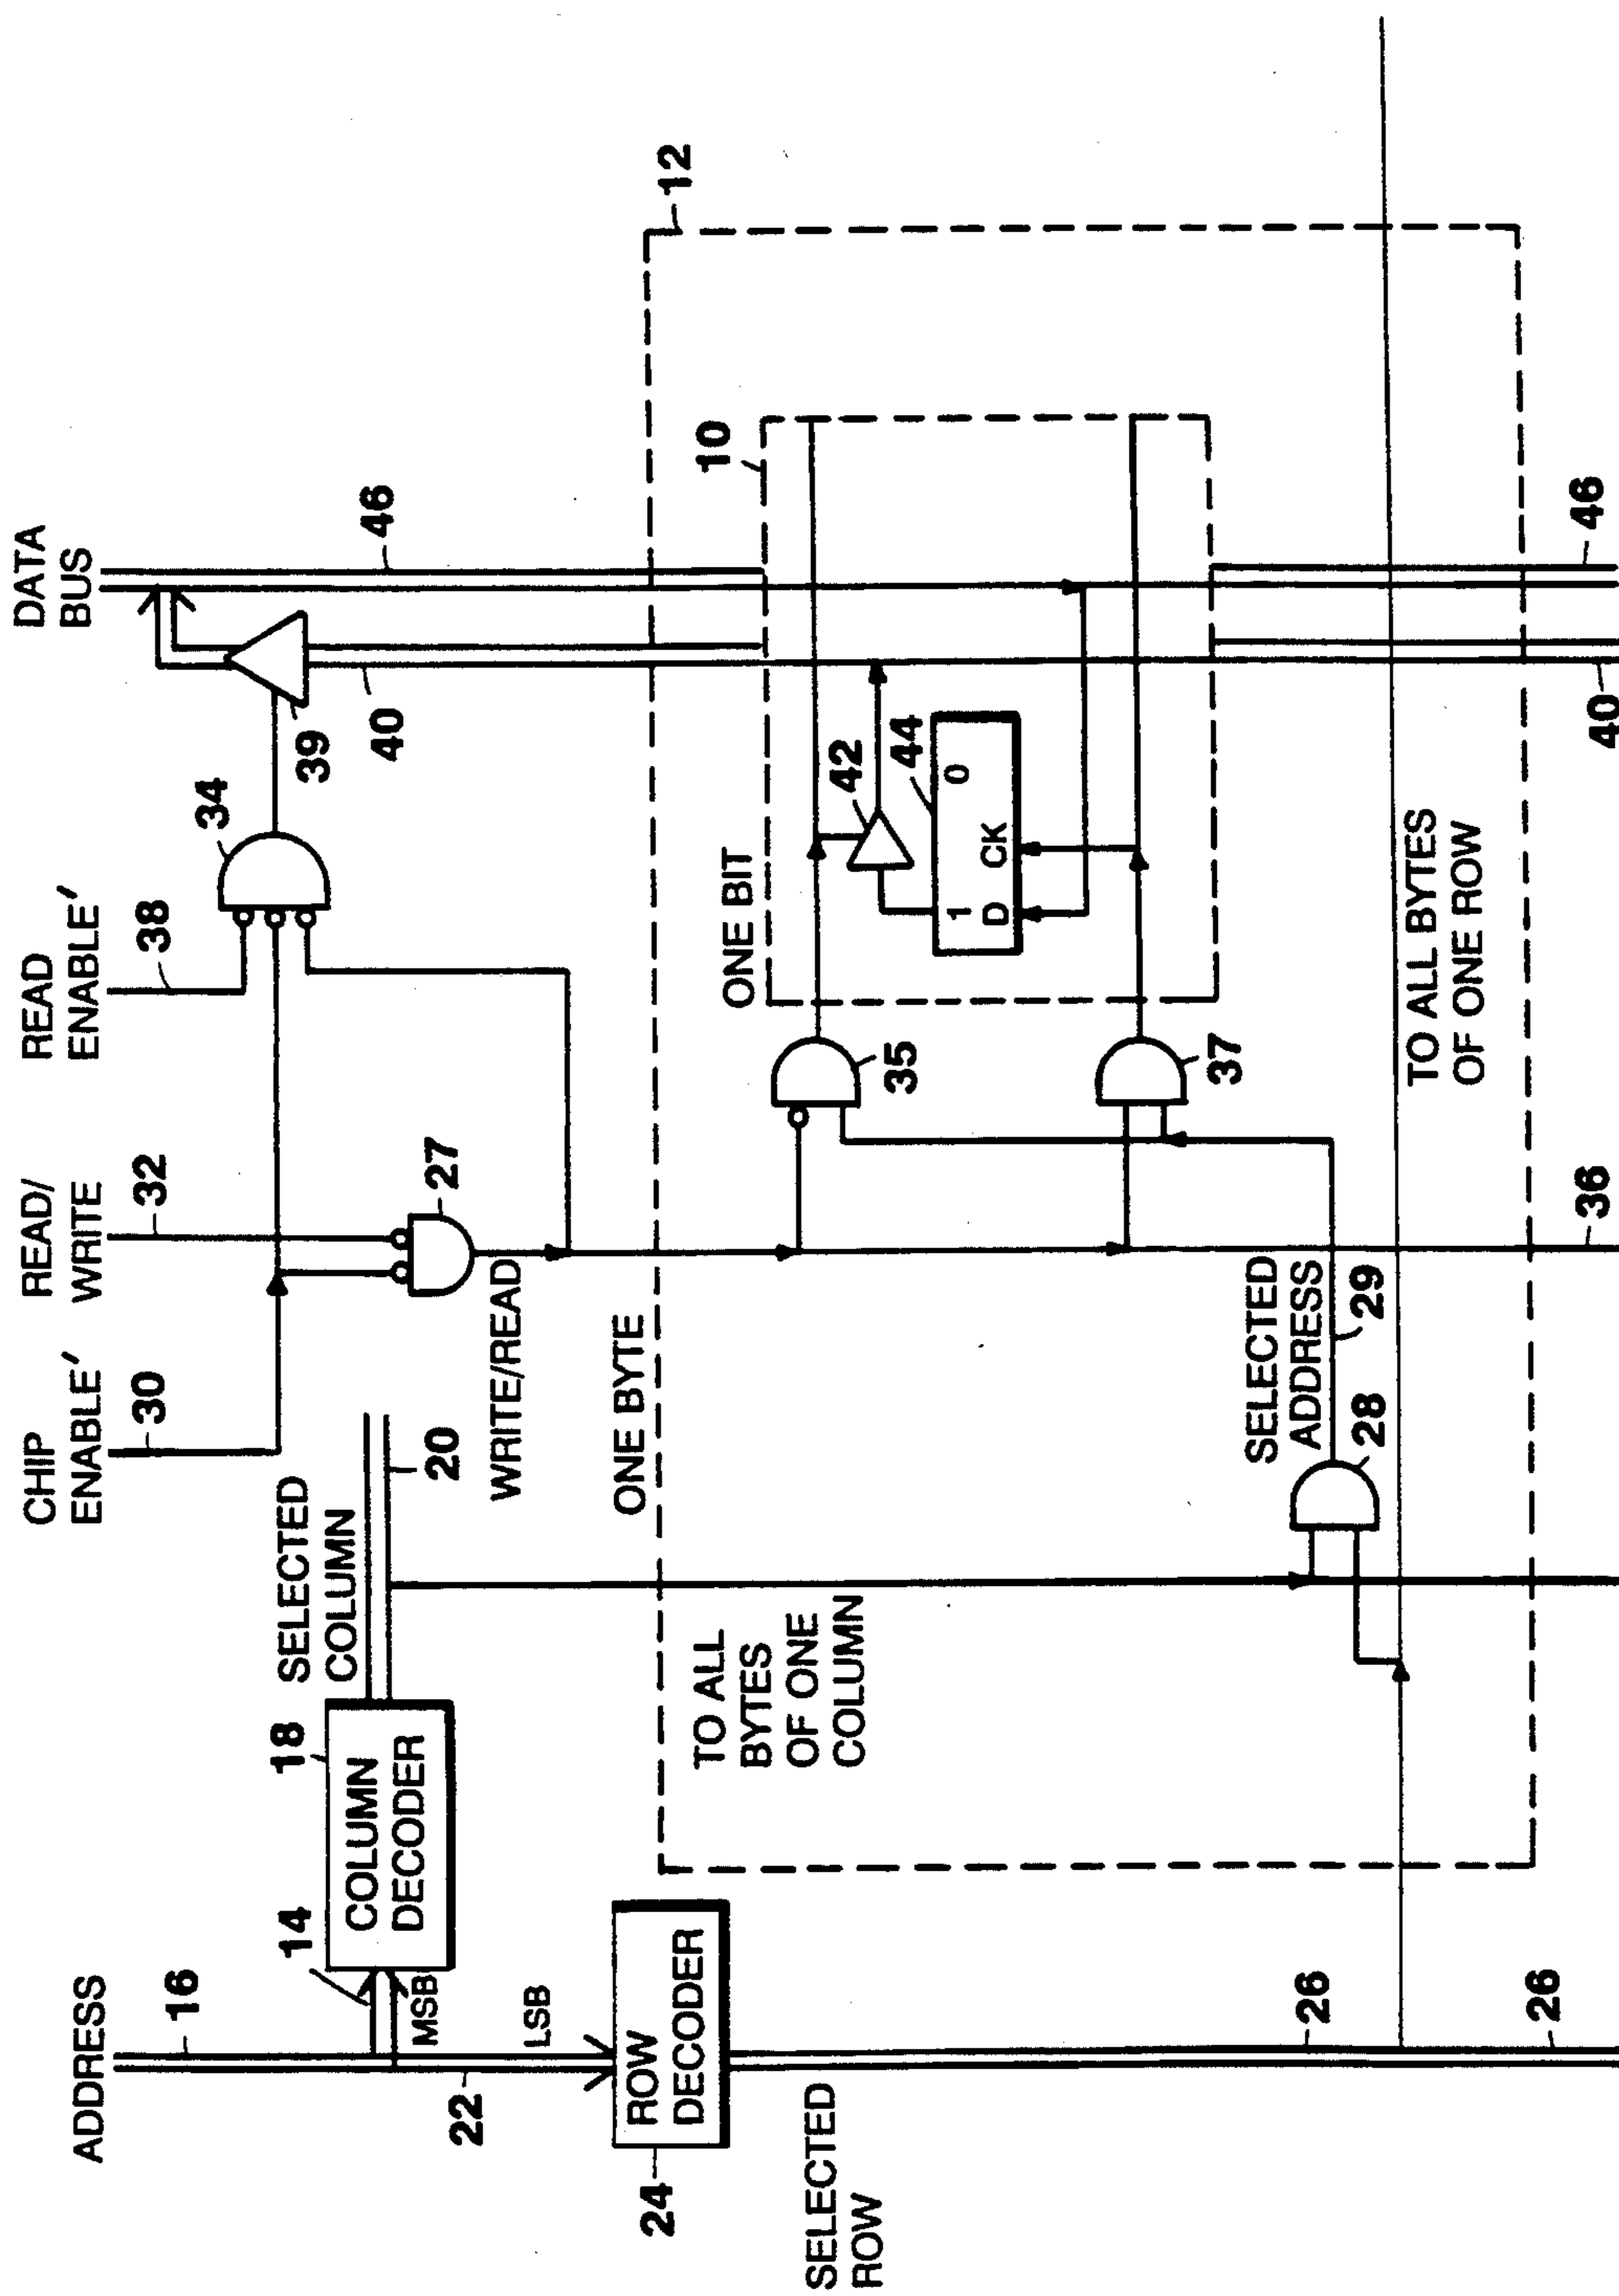 ADDRESS
16
14
MSB
22
LSB
18
COLUMN
DECODER
SELECTED
COLUMN
20
24
ROW
DECODER
SELECTED
ROW
26
26
CHIP
ENABLE′
30
READ/
WRITE
32
READ
ENABLE′
38
DATA
BUS
27
WRITE/READ
34
39
40
46
ONE BYTE
12
TO ALL
BYTES
OF ONE
COLUMN
ONE BIT
10
35
42
44
1
0
D
CK
37
SELECTED
ADDRESS
29
28
TO ALL BYTES
OF ONE ROW
36
40
46